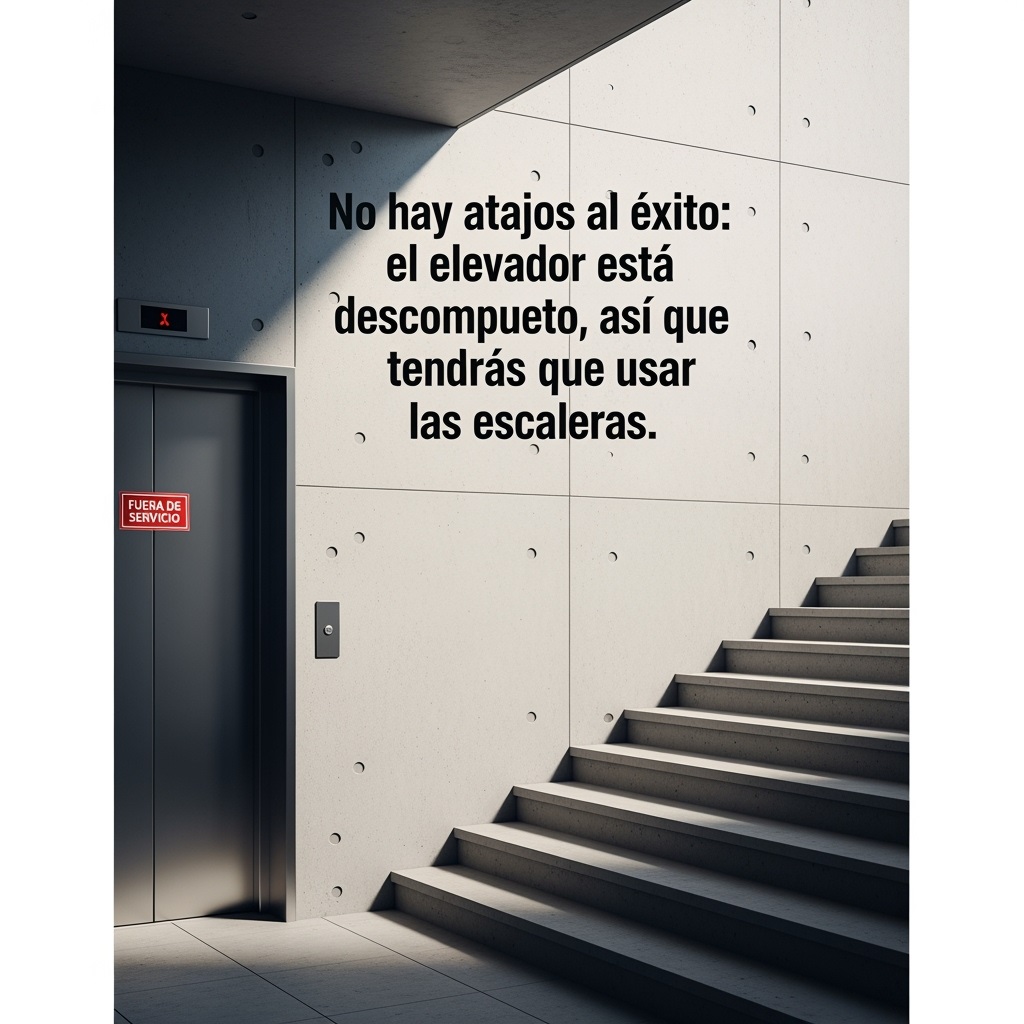 No hay atajos al éxito:
el elevador está
descompueto, así que
tendrás que usar
las escaleras.
X
FUERA DE
SERVICIO